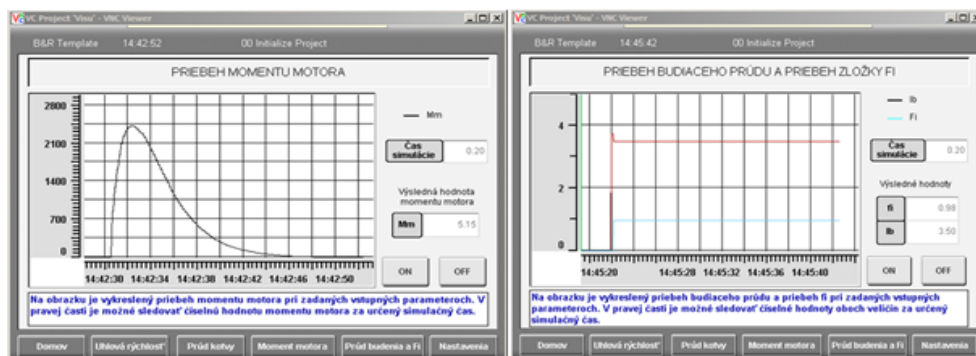 VC Project 'Visu' - VNC Viewer
B&R Template 14:42:52 00 Initialize Project
PRIEBEH MOMENTU MOTORA
2800
2100
1400
700
0
14:42:30 14:42:34 14:42:38 14:42:42 14:42:46 14:42:50
Mm
Čas simulácie 0.20
Výsledná hodnota
momentu motora
Mm 5.15
ON OFF
Na obrazku je vykreslený priebeh momentu motora pri zadaných vstupných parameteroch. V
pravej časti je možné sledovať číselnú hodnotu momentu motora za určený
simulačný čas.
Domov Uhlová rýchlosť Prúd kotvy Moment motora Prúd budenia a Fi Nastavenia
VC Project 'Visu' - VNC Viewer
B&R Template 14:45:42 00 Initialize Project
PRIEBEH BUDIACEHO PRÚDU A PRIEBEH ZLOŽKY FI
4
2
0
14:45:20 14:45:28 14:45:32 14:45:36 14:45:40
Ib
Fi
Čas simulácie 0.20
Výsledné hodnoty
fi 0.98
Ib 3.50
ON OFF
Na obrazku je vykreslený priebeh budiaceho prúdu a priebeh fi pri zadaných vstupných
parameteroch. V pravej časti je možné sledovať číselné hodnoty oboch veličín za určený
simulačný čas.
Domov Uhlová rýchlosť Prúd kotvy Moment motora Prúd budenia a Fi Nastavenia